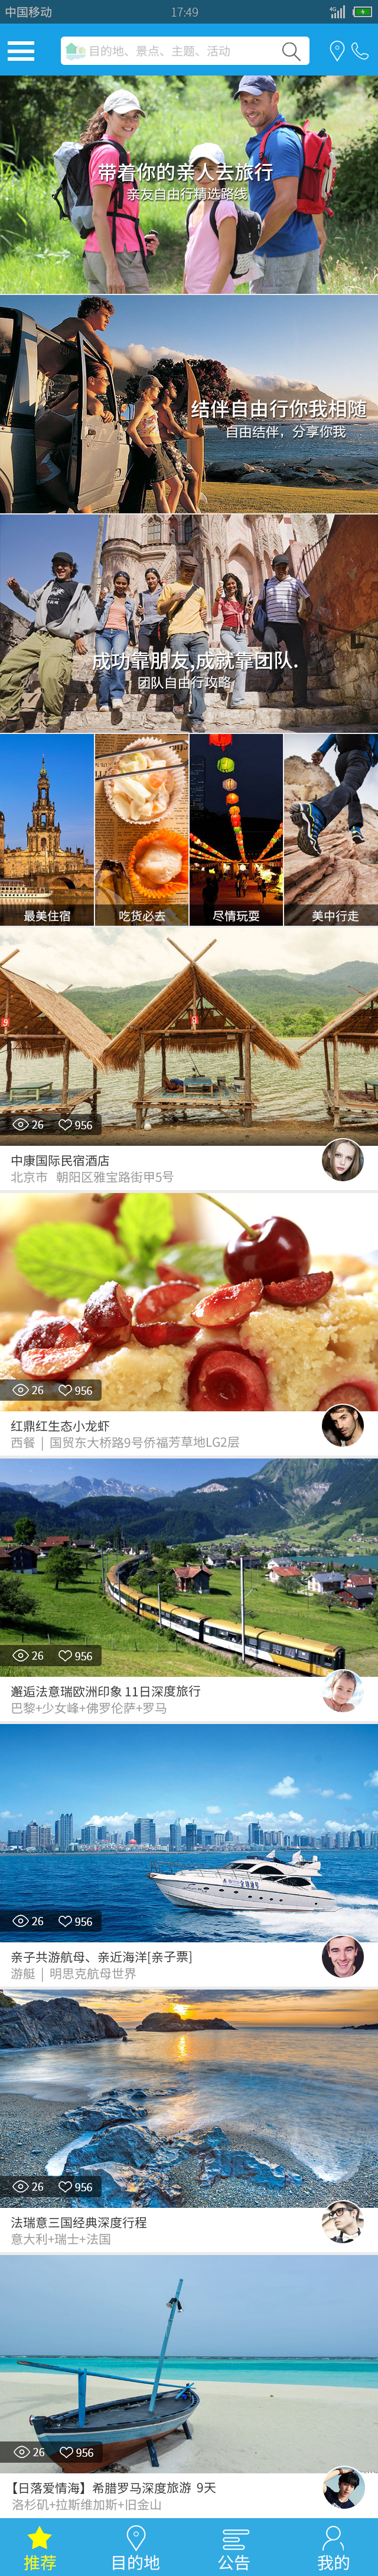 中国移动 17:49 4G
目的地、景点、主题、活动
带着你的亲人去旅行
亲友自由行精选路线
结伴自由行你我相随
自由结伴，分享你我
成功靠朋友,成就靠团队.
团队自由行攻略
最美住宿 吃货必去 尽情玩耍 美中行走
26 956
中康国际民宿酒店
北京市 朝阳区雅宝路街甲5号
26 956
红鼎红生态小龙虾
西餐 | 国贸东大桥路9号侨福芳草地LG2层
26 956
邂逅法意瑞欧洲印象 11日深度旅行
巴黎+少女峰+佛罗伦萨+罗马
26 956
亲子共游航母、亲近海洋[亲子票]
游艇 | 明思克航母世界
26 956
法瑞意三国经典深度行程
意大利+瑞士+法国
26 956
【日落爱情海】希腊罗马深度旅游 9天
洛杉矶+拉斯维加斯+旧金山
推荐 目的地 公告 我的